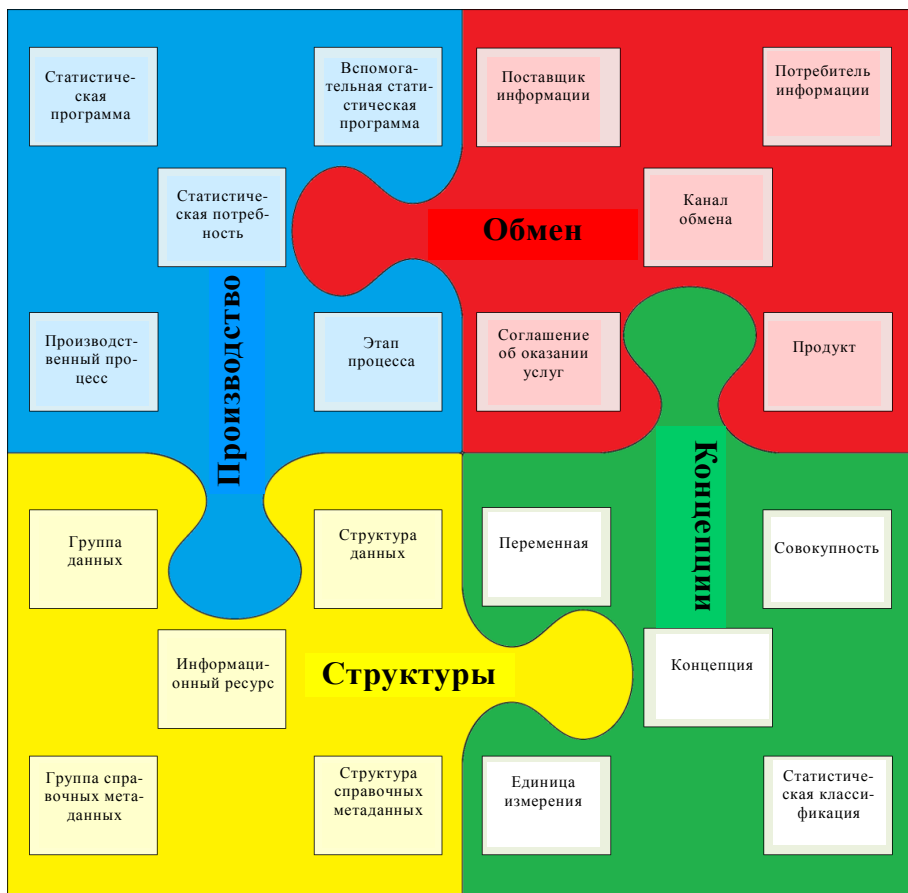 Статистиче-
ская
программа
Вспомога-
тельная стати-
стическая
программа
Статистиче-
ская потреб-
ность
Производство
Производст-
венный про-
цесс
Этап
процесса
Поставщик
информации
Потребитель
информации
Канал
обмена
Обмен
Соглашение
об оказании
услуг
Продукт
Группа
данных
Структура
данных
Информаци-
онный ресурс
Структуры
Группа спра-
вочных мета-
данных
Структура
справочных
метаданных
Концепции
Переменная
Совокупность
Концепция
Единица
измерения
Статистиче-
ская класси-
фикация